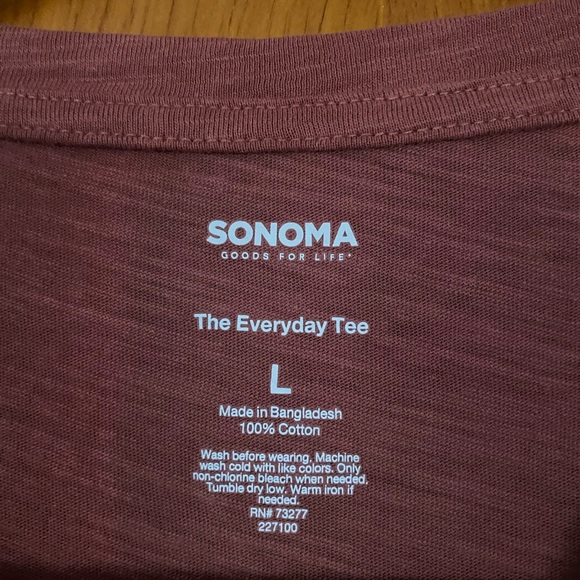 SONOMA
GOODS FOR LIFE*
The Everyday Tee
L
Made in Bangladesh
100% Cotton
Wash before wearing. Machine
wash cold with like colors. Only
non-chlorine bleach when needed,
Tumble dry low. Warm iron if
needed.
RN# 73277
227100